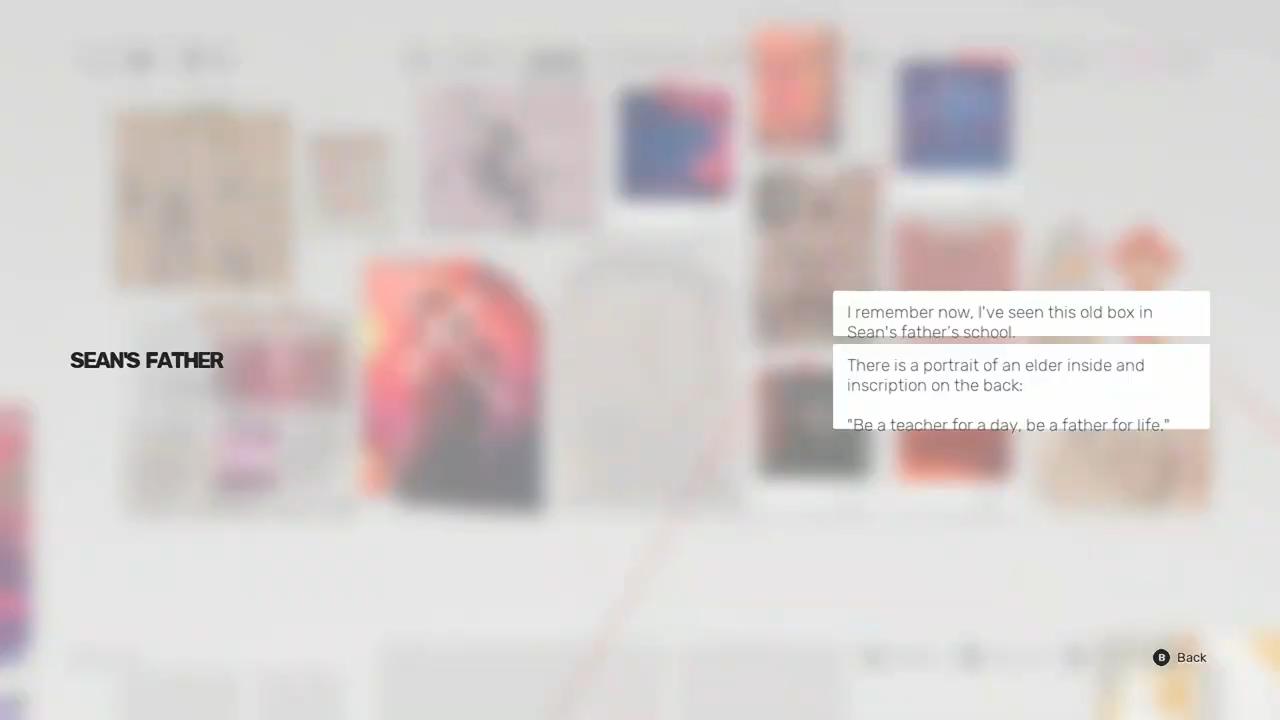 SEAN'S FATHER
I remember now, I've seen this old box in
Sean's father's school.
There is a portrait of an elder inside and
inscription on the back:
"Be a teacher for a day, be a father for life."
B Back